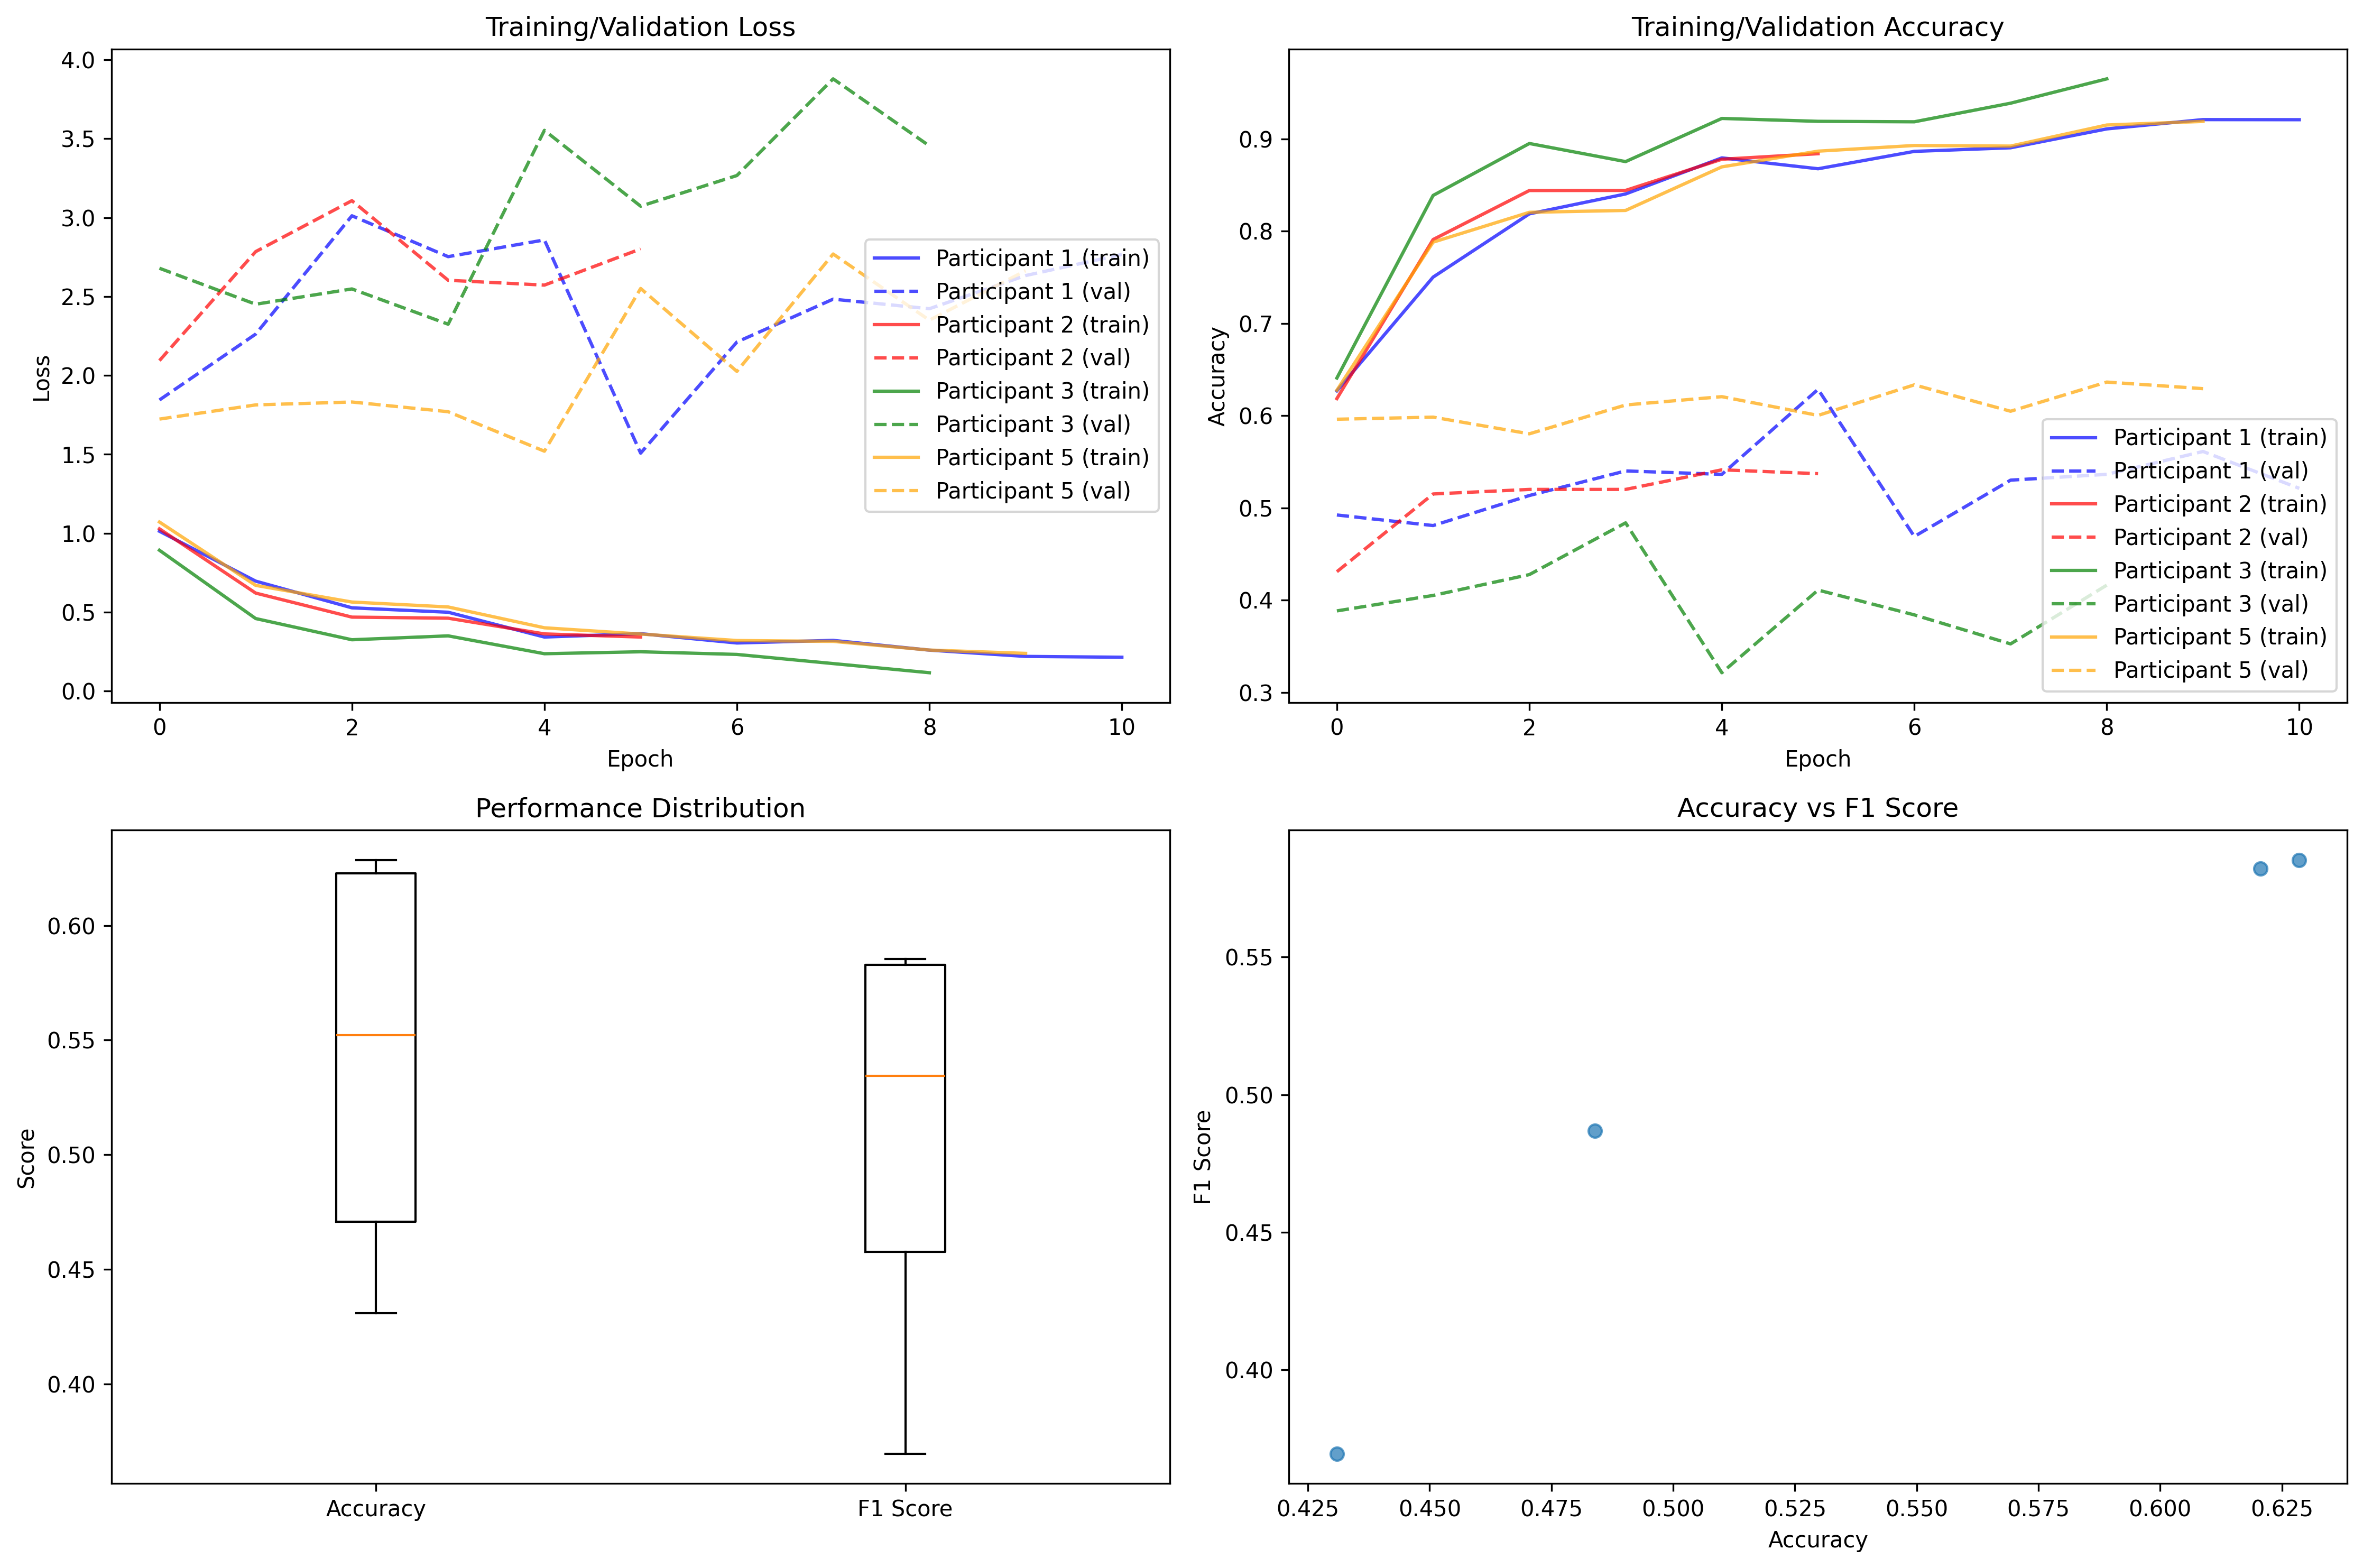 Training/Validation Loss
4.0
3.5
3.0
2.5
2.0
1.5
1.0
0.5
0.0
Loss
0 2 4 6 8 10
Epoch
Participant 1 (train)
Participant 1 (val)
Participant 2 (train)
Participant 2 (val)
Participant 3 (train)
Participant 3 (val)
Participant 5 (train)
Participant 5 (val)
Training/Validation Accuracy
0.9
0.8
0.7
0.6
0.5
0.4
0.3
Accuracy
0 2 4 6 8 10
Epoch
Participant 1 (train)
Participant 1 (val)
Participant 2 (train)
Participant 2 (val)
Participant 3 (train)
Participant 3 (val)
Participant 5 (train)
Participant 5 (val)
Performance Distribution
0.60
0.55
0.50
0.45
0.40
Score
Accuracy F1 Score
Accuracy vs F1 Score
0.55
0.50
0.45
0.40
F1 Score
0.425 0.450 0.475 0.500 0.525 0.550 0.575 0.600 0.625
Accuracy